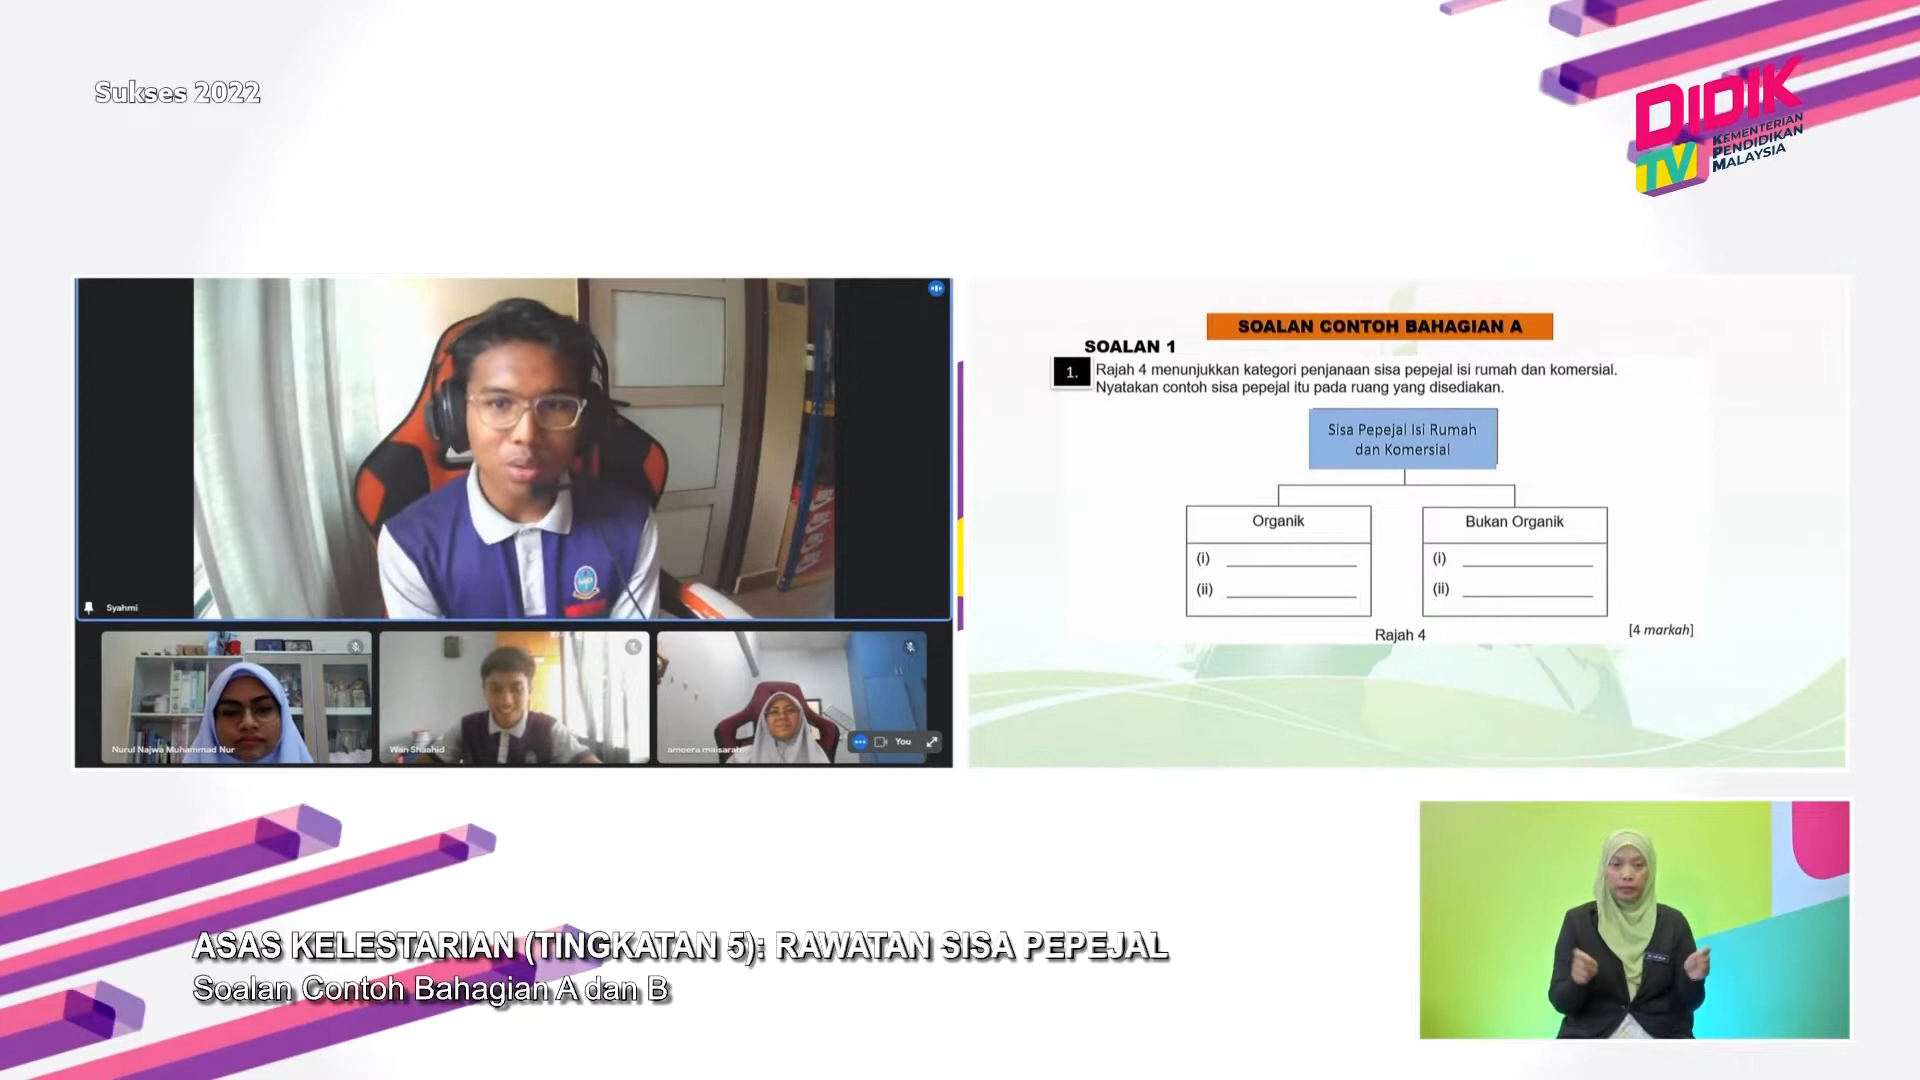 Sukses 2022
DIDIK
TV
KEMENTERIAN
PENDIDIKAN
MALAYSIA
Syahmi
Nurul Najwa Muhammad Nur
Wan Shaahid
ameera maisarah
You
SOALAN CONTOH BAHAGIAN A
SOALAN 1
1. Rajah 4 menunjukkan kategori penjanaan sisa pepejal isi rumah dan komersial.
Nyatakan contoh sisa pepejal itu pada ruang yang disediakan.
Sisa Pepejal Isi Rumah
dan Komersial
Organik
(i)
(ii)
Bukan Organik
(i)
(ii)
Rajah 4
[4 markah]
ASAS KELESTARIAN (TINGKATAN 5): RAWATAN SISA PEPEJAL
Soalan Contoh Bahagian A dan B